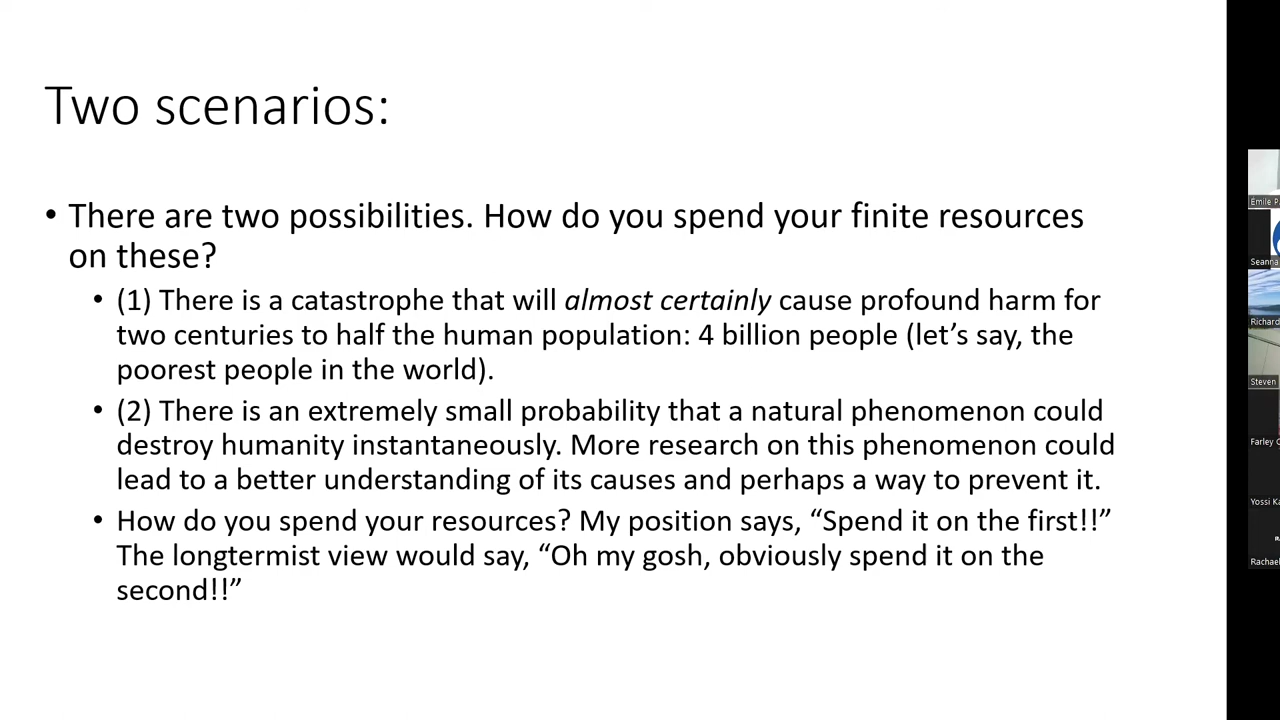 Two scenarios:
• There are two possibilities. How do you spend your finite resources
on these?
• (1) There is a catastrophe that will almost certainly cause profound harm for
two centuries to half the human population: 4 billion people (let’s say, the
poorest people in the world).
• (2) There is an extremely small probability that a natural phenomenon could
destroy humanity instantaneously. More research on this phenomenon could
lead to a better understanding of its causes and perhaps a way to prevent it.
• How do you spend your resources? My position says, “Spend it on the first!!”
The longtermist view would say, “Oh my gosh, obviously spend it on the
second!!”
Émile P.
Seanna
Richard
Steven
Farley
Yossi Ka
Rachael